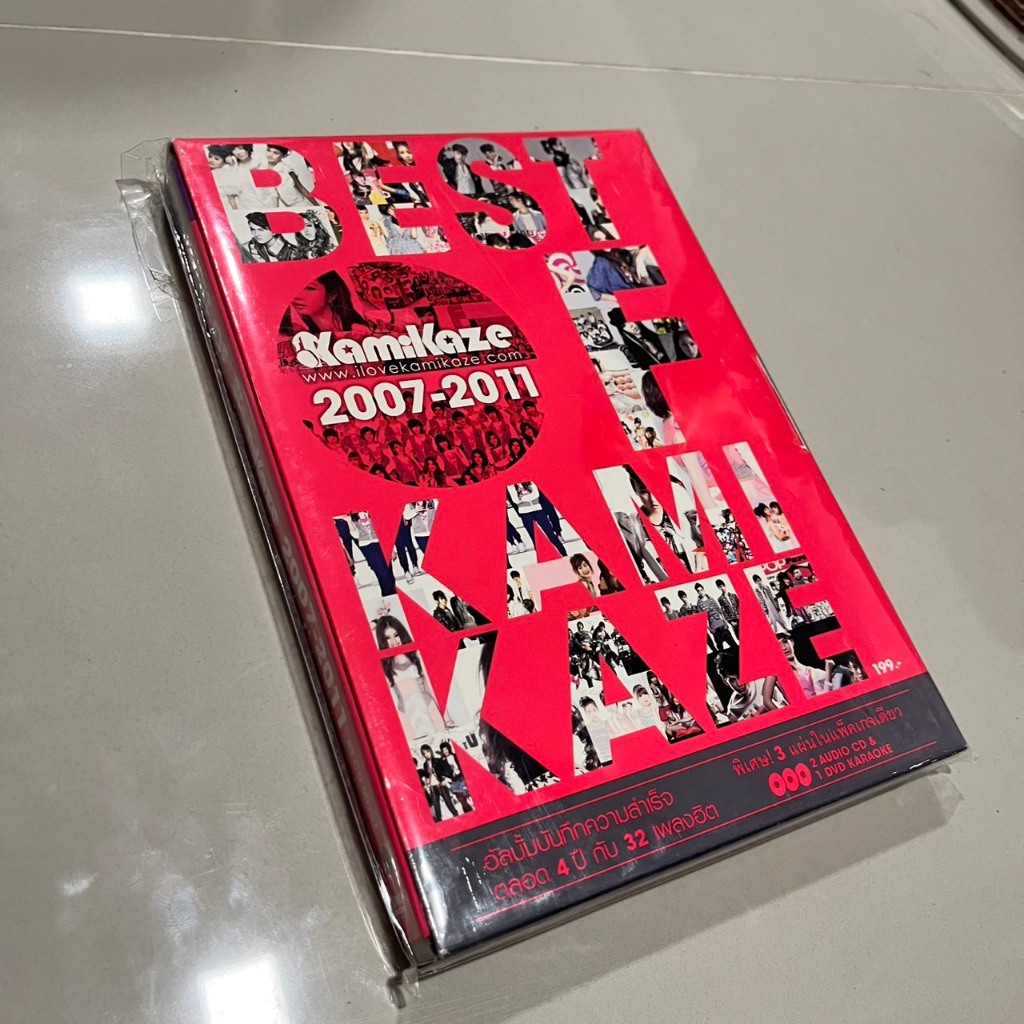 BEST
OF
KamiKaze
www.ilovekamikaze.com
2007-2011
KAMI
KAZE
199.-
พิเศษ! 3 แผ่นในแพ็คเกจเดียว
2 AUDIO CD &
1 DVD KARAOKE
อัลบั้มบันทึกความสำเร็จ
ตลอด 4 ปี กับ 32 เพลงฮิต
2007-2011